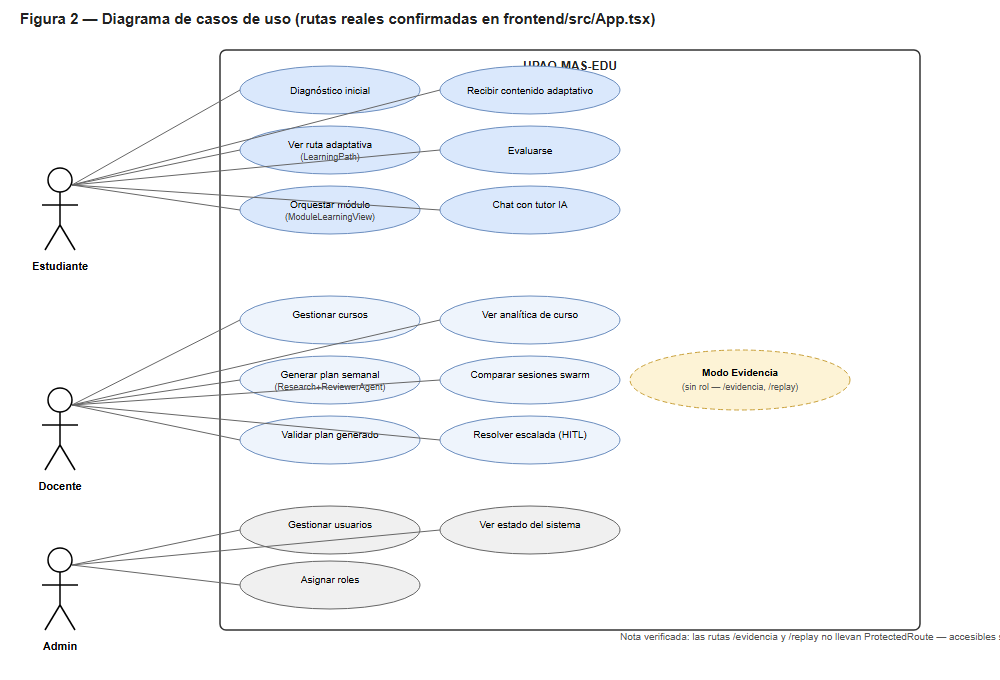 Figura 2 — Diagrama de casos de uso (rutas reales confirmadas en frontend/src/App.tsx)
UPAO MAS-EDU
Diagnóstico inicial
Recibir contenido adaptativo
Ver ruta adaptativa
(LearningPath)
Evaluarse
Orquestar módulo
(ModuleLearningView)
Chat con tutor IA
Estudiante
Gestionar cursos
Ver analítica de curso
Generar plan semanal
(Research+ReviewerAgent)
Comparar sesiones swarm
Modo Evidencia
(sin rol — /evidencia, /replay)
Validar plan generado
Resolver escalada (HITL)
Docente
Gestionar usuarios
Ver estado del sistema
Asignar roles
Admin
Nota verificada: las rutas /evidencia y /replay no llevan ProtectedRoute — accesibles